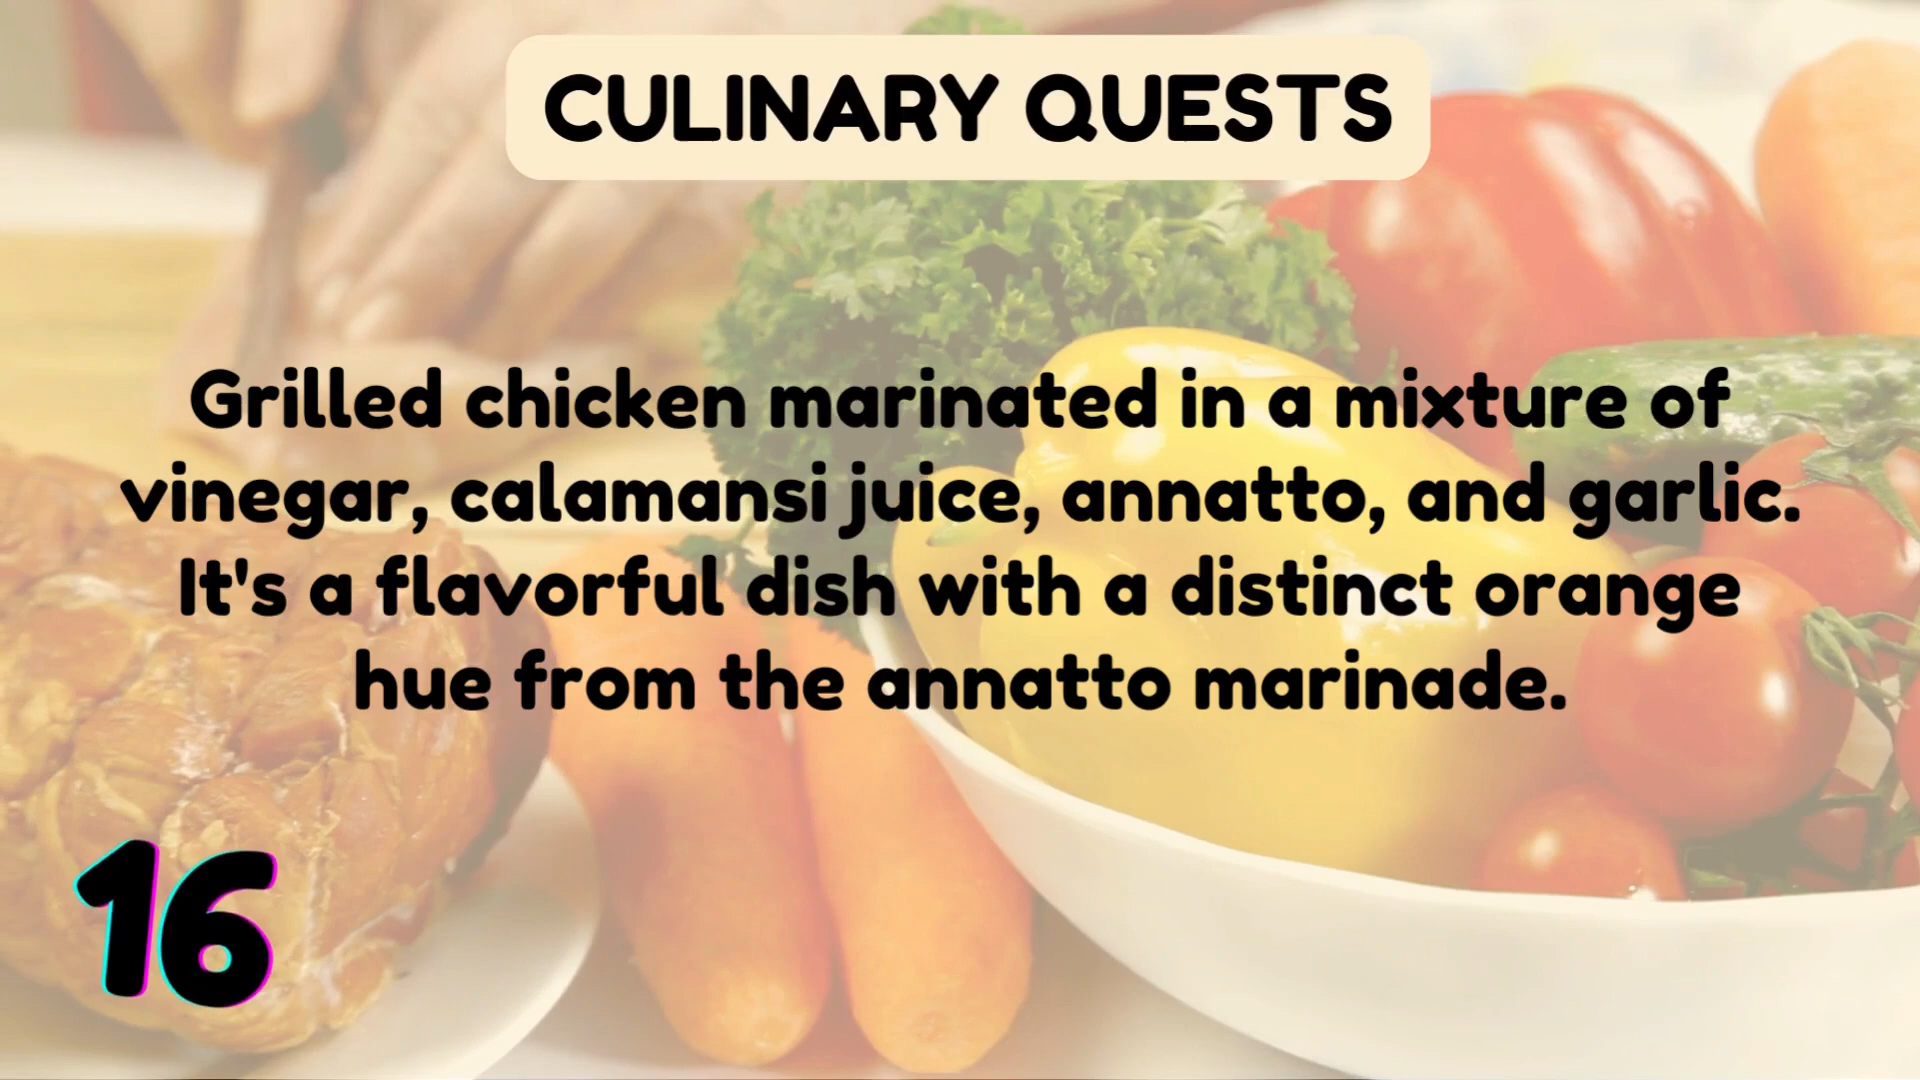 CULINARY QUESTS
Grilled chicken marinated in a mixture of
vinegar, calamansi juice, annatto, and garlic.
It's a flavorful dish with a distinct orange
hue from the annatto marinade.
16